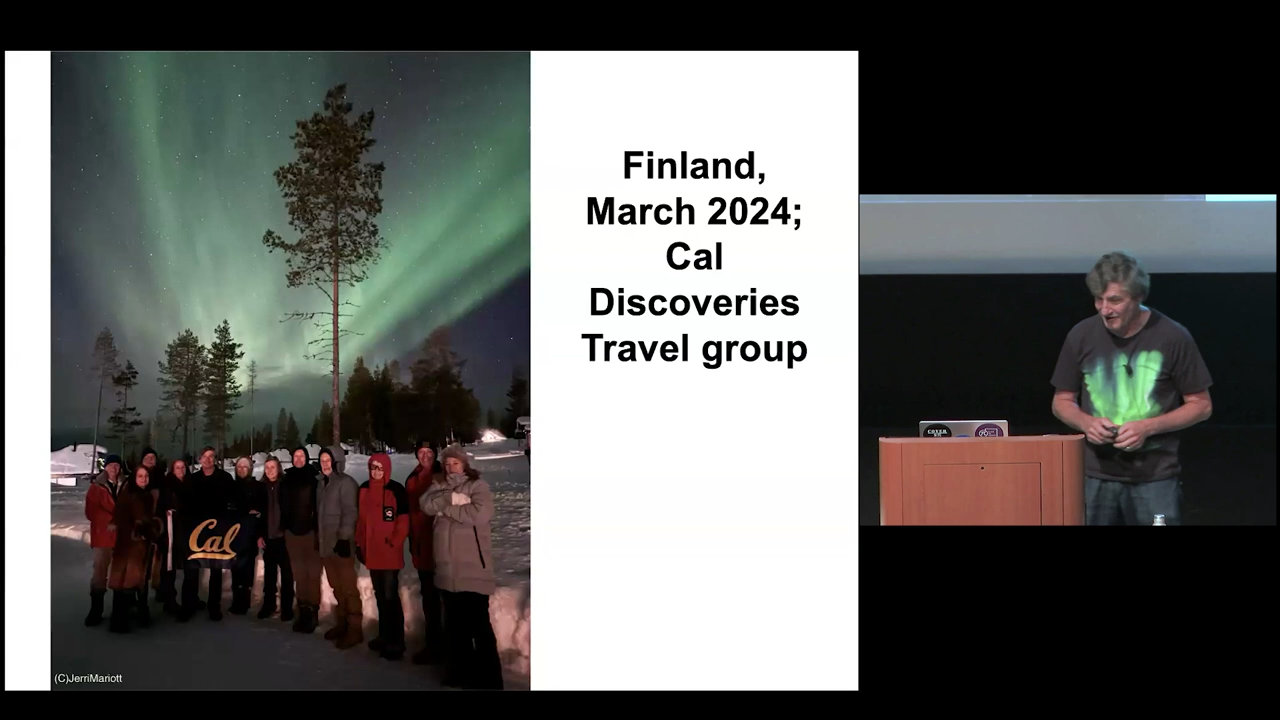 Finland,
March 2024;
Cal
Discoveries
Travel group
Cal
(C)JerriMariott